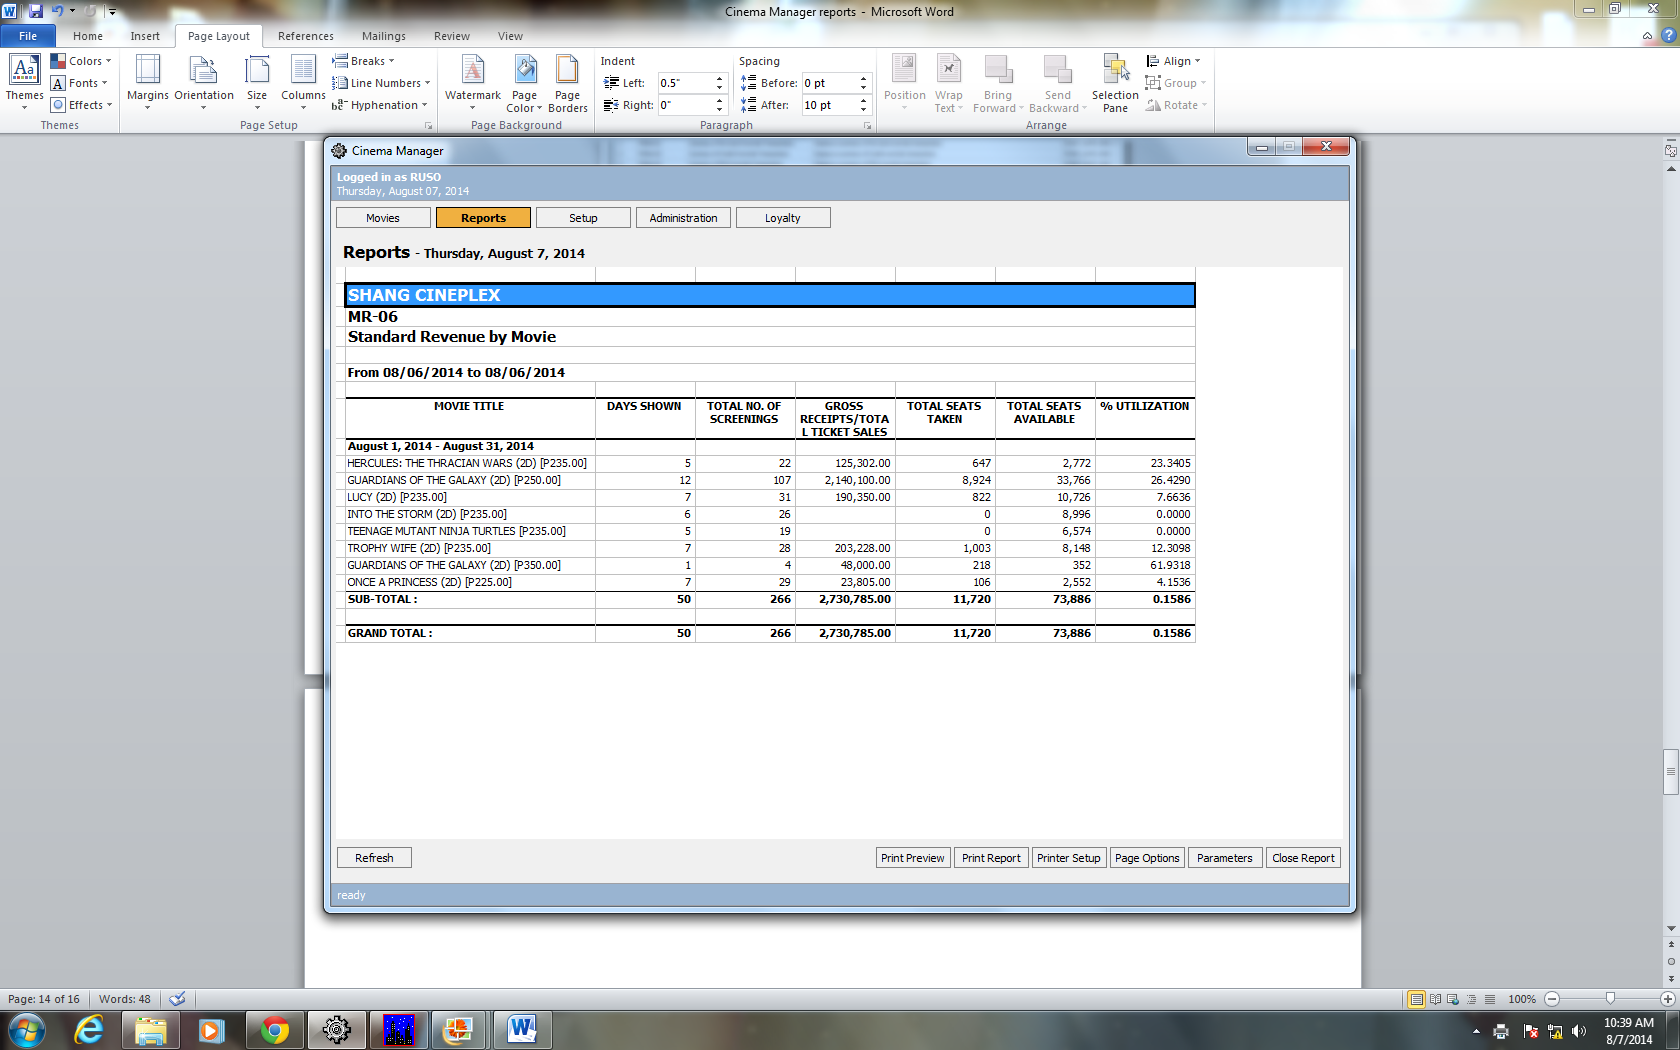 Cinema Manager reports - Microsoft Word
File Home Insert Page Layout References Mailings Review View
Themes
Colors
Fonts
Effects
Themes
Margins Orientation Size Columns
Breaks
Line Numbers
Hyphenation
Page Setup
Watermark Page Color Page Borders
Page Background
Indent
Left: 0.5"
Right: 0"
Spacing
Before: 0 pt
After: 10 pt
Paragraph
Position Wrap Text Bring Forward Send Backward Selection Pane
Align
Group
Rotate
Arrange
Cinema Manager
Logged in as RUSO
Thursday, August 07, 2014
Movies Reports Setup Administration Loyalty
Reports - Thursday, August 7, 2014
SHANG CINEPLEX
MR-06
Standard Revenue by Movie
From 08/06/2014 to 08/06/2014
MOVIE TITLE DAYS SHOWN TOTAL NO. OF SCREENINGS GROSS RECEIPTS/TOTAL TICKET SALES TOTAL SEATS TAKEN TOTAL SEATS AVAILABLE % UTILIZATION
August 1, 2014 - August 31, 2014
HERCULES: THE THRACIAN WARS (2D) [P235.00] 5 22 125,302.00 647 2,772 23.3405
GUARDIANS OF THE GALAXY (2D) [P250.00] 12 107 2,140,100.00 8,924 33,766 26.4290
LUCY (2D) [P235.00] 7 31 190,350.00 822 10,726 7.6636
INTO THE STORM (2D) [P235.00] 6 26 0 8,996 0.0000
TEENAGE MUTANT NINJA TURTLES [P235.00] 5 19 0 6,574 0.0000
TROPHY WIFE (2D) [P235.00] 7 28 203,228.00 1,003 8,148 12.3098
GUARDIANS OF THE GALAXY (2D) [P350.00] 1 4 48,000.00 218 352 61.9318
ONCE A PRINCESS (2D) [P225.00] 7 29 23,805.00 106 2,552 4.1536
SUB-TOTAL : 50 266 2,730,785.00 11,720 73,886 0.1586
GRAND TOTAL : 50 266 2,730,785.00 11,720 73,886 0.1586
Refresh Print Preview Print Report Printer Setup Page Options Parameters Close Report
ready
Page: 14 of 16 Words: 48 100%
10:39 AM
8/7/2014